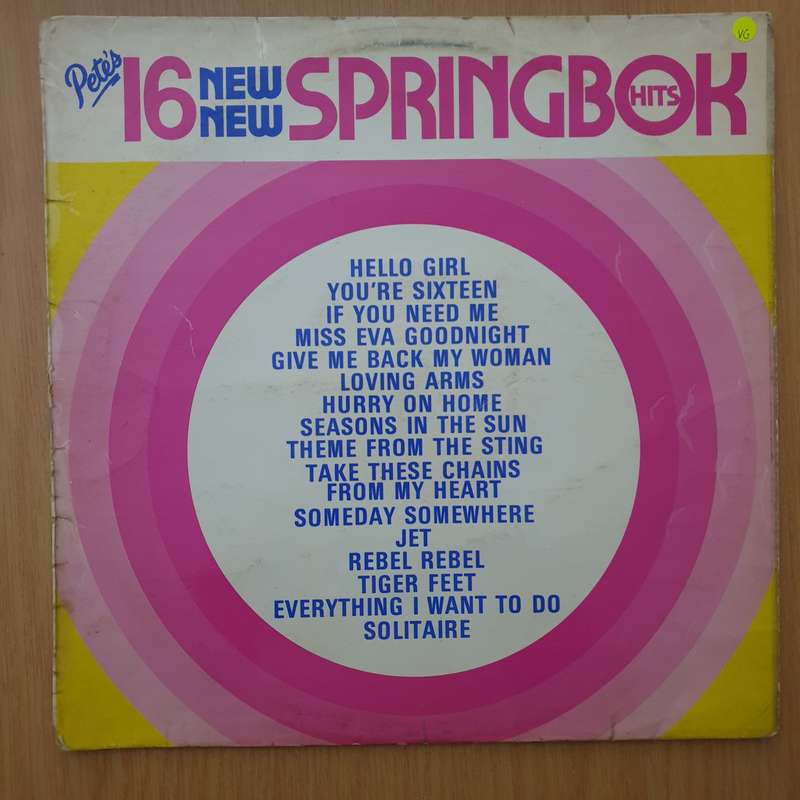 Pete's
16 NEW NEW SPRINGBOK HITS
VG
HELLO GIRL
YOU'RE SIXTEEN
IF YOU NEED ME
MISS EVA GOODNIGHT
GIVE ME BACK MY WOMAN
LOVING ARMS
HURRY ON HOME
SEASONS IN THE SUN
THEME FROM THE STING
TAKE THESE CHAINS
FROM MY HEART
SOMEDAY SOMEWHERE
JET
REBEL REBEL
TIGER FEET
EVERYTHING I WANT TO DO
SOLITAIRE